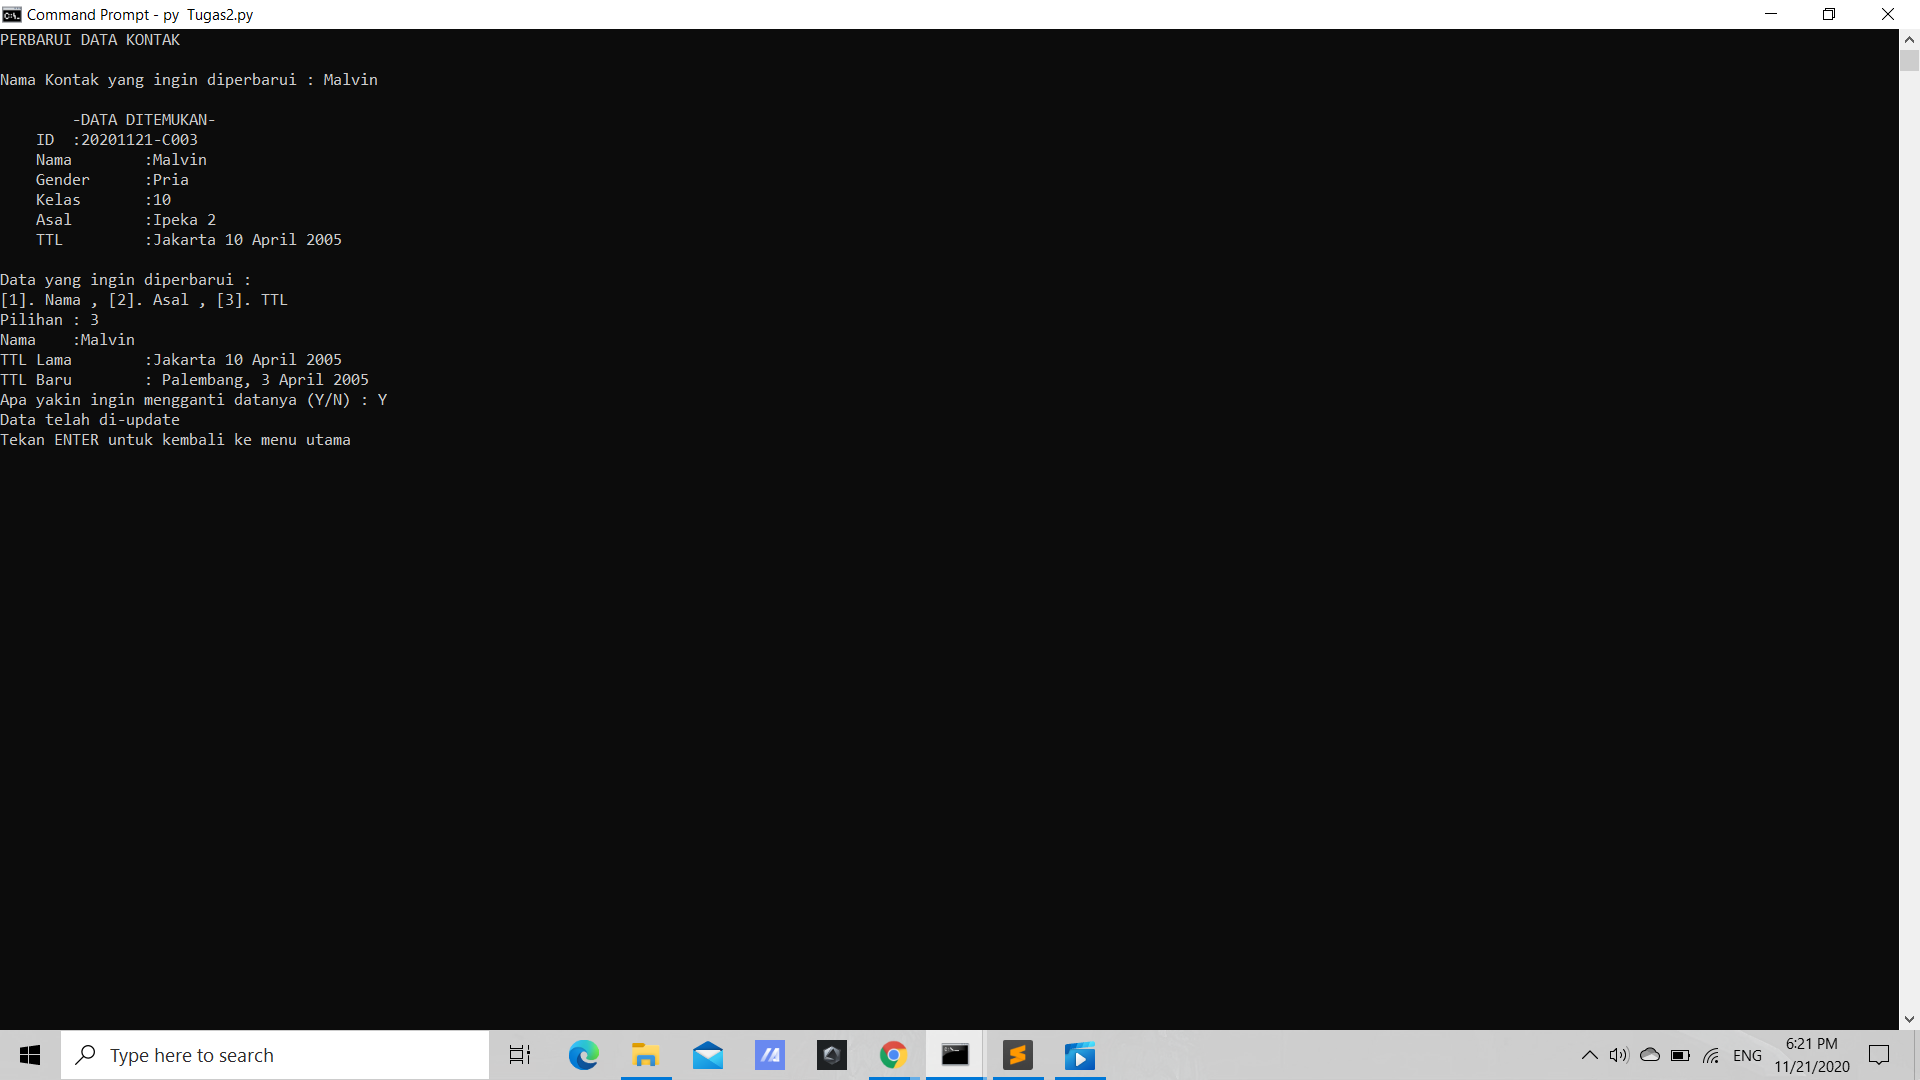 Command Prompt - py  Tugas2.py
PERBARUI DATA KONTAK
Nama Kontak yang ingin diperbarui : Malvin
-DATA DITEMUKAN-
ID  :20201121-C003
Nama        :Malvin
Gender      :Pria
Kelas       :10
Asal        :Ipeka 2
TTL         :Jakarta 10 April 2005
Data yang ingin diperbarui :
[1]. Nama , [2]. Asal , [3]. TTL
Pilihan : 3
Nama    :Malvin
TTL Lama        :Jakarta 10 April 2005
TTL Baru        : Palembang, 3 April 2005
Apa yakin ingin mengganti datanya (Y/N) : Y
Data telah di-update
Tekan ENTER untuk kembali ke menu utama
Type here to search
ENG
6:21 PM
11/21/2020